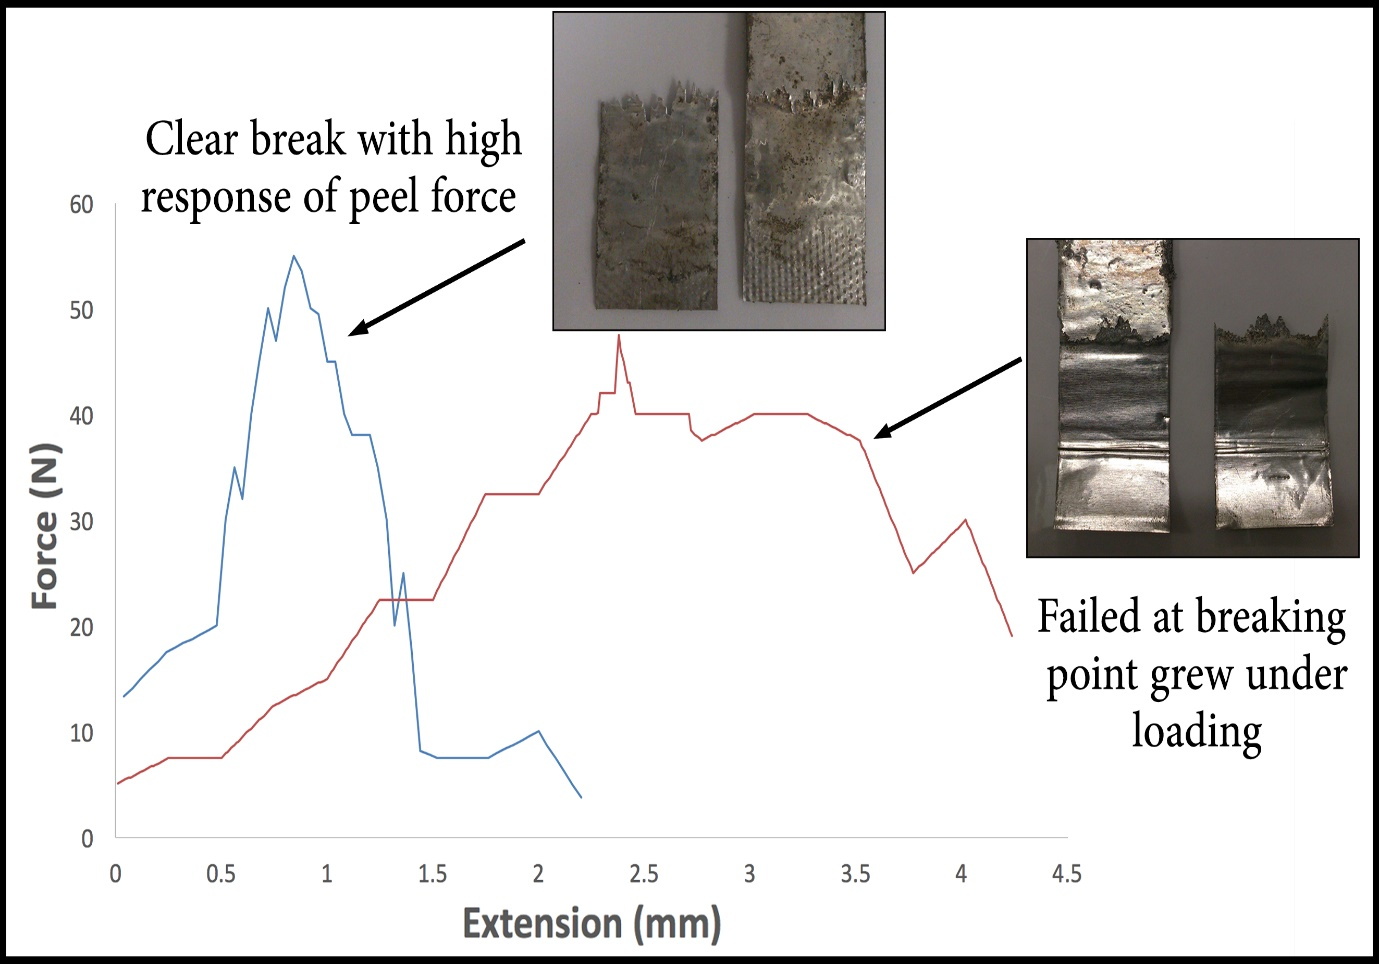 Clear break with high
response of peel force
60
50
40
30
20
10
0
Force (N)
0 0.5 1 1.5 2 2.5 3 3.5 4 4.5
Extension (mm)
Failed at breaking
point grew under
loading